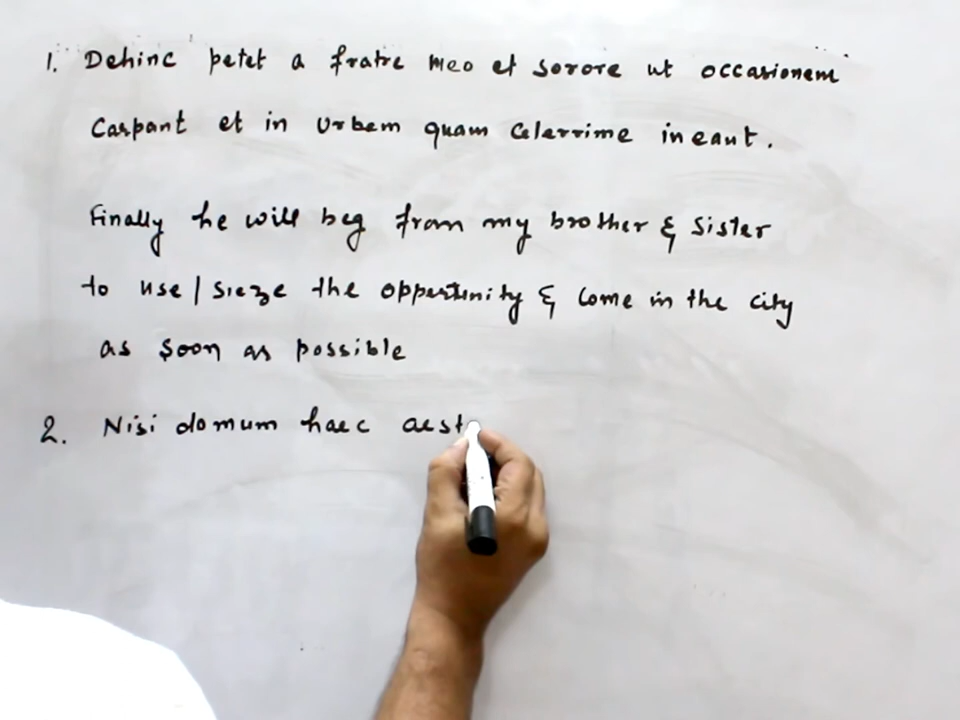 1. Dehinc petet a fratre meo et sorore ut occasionem
Carpant et in Urbem quam Celerrime ineant.
Finally he will beg from my brother & sister
to use / sieze the opportunity & come in the city
as soon as possible
2. Nisi domum haec aest